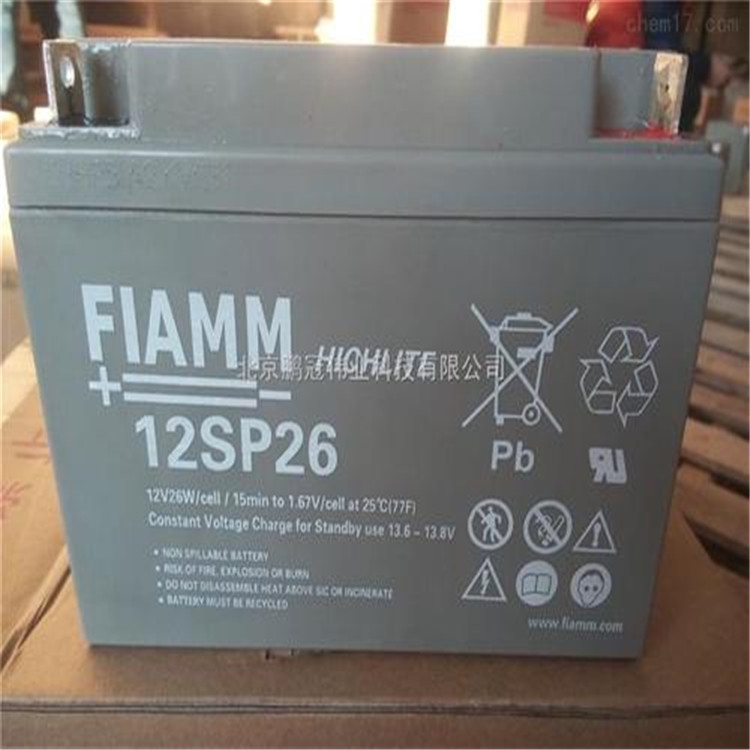 chem17.com
FIAMM
HIGHLITE
北京鹏冠伟业科技有限公司
12SP26
12V26W/cell / 15min to 1.67V/cell at 25°C(77F)
Constant Voltage Charge for Standby use 13.6 - 13.8V
• NON SPILLABLE BATTERY
• RISK OF FIRE, EXPLOSION OR BURN
• DO NOT DISASSEMBLE HEAT ABOVE SIC OR INCINERATE
• BATTERY MUST BE RECYCLED
Pb
www.fiamm.com